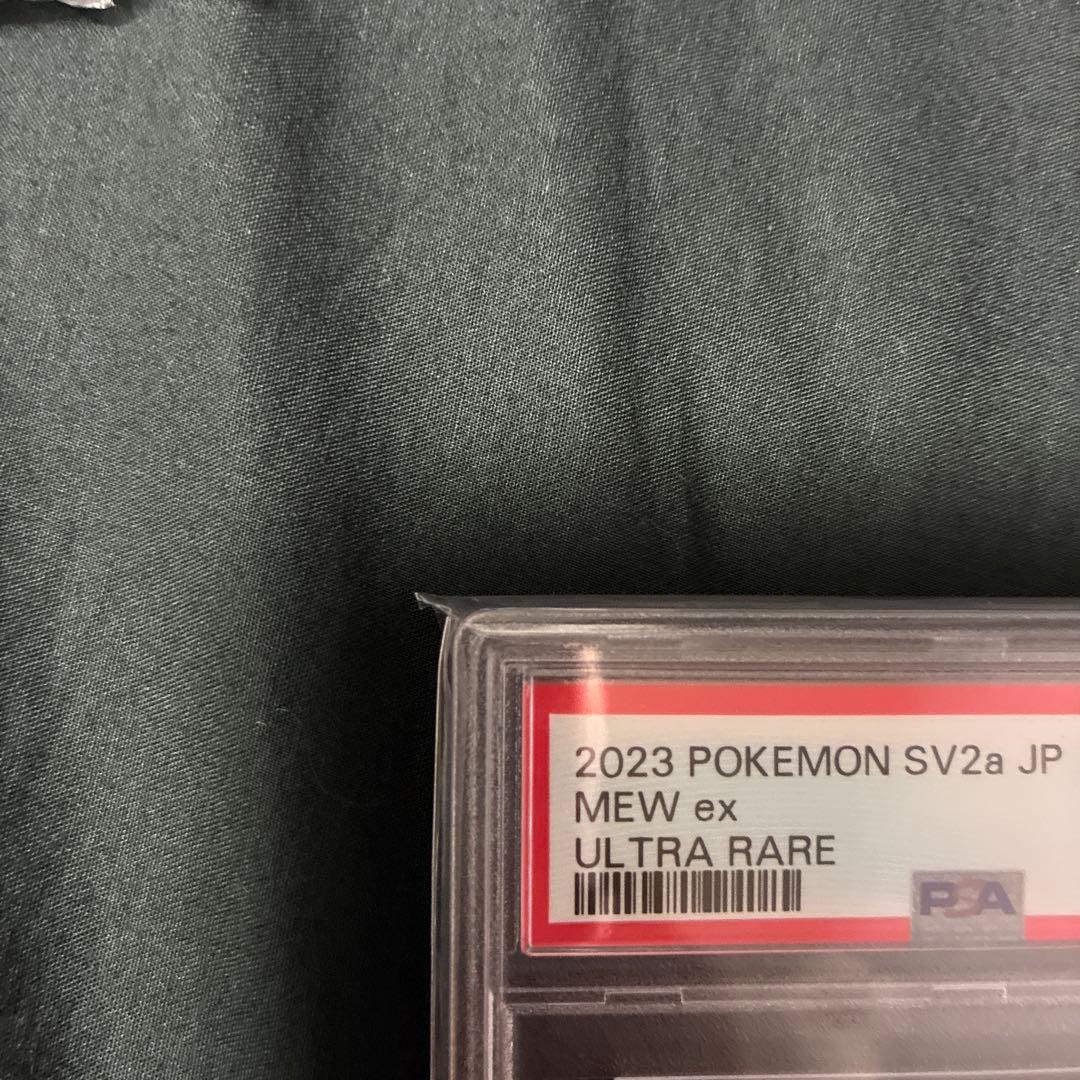 2023 POKEMON SV2a JP
MEW ex
ULTRA RARE
PSA